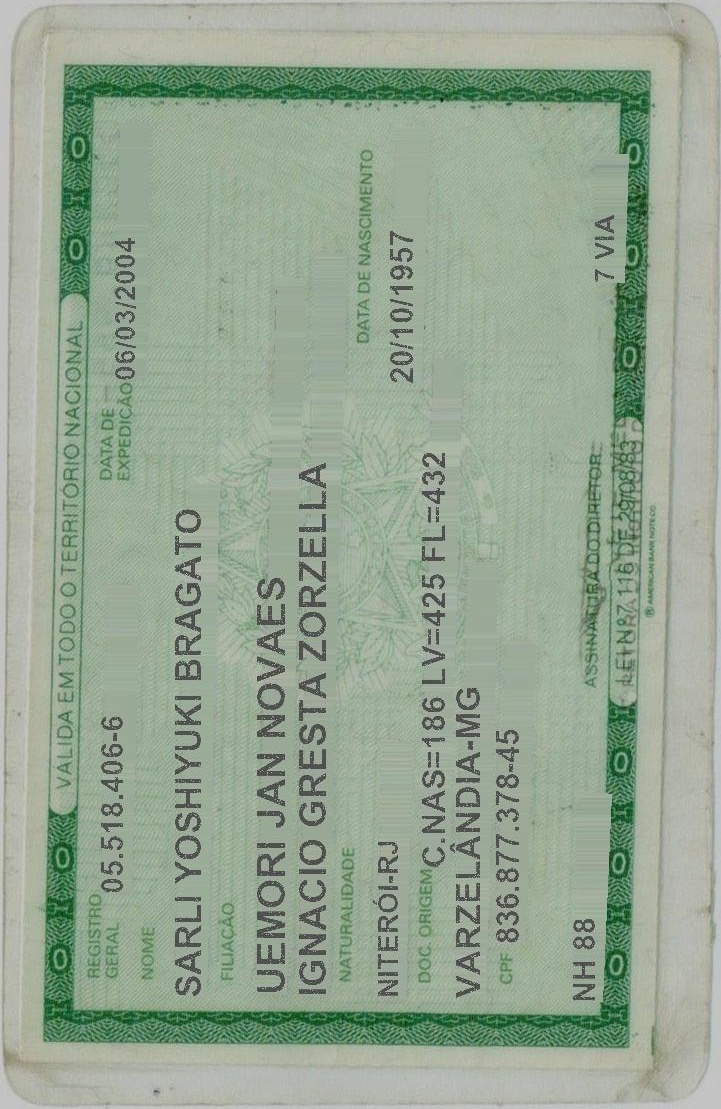 VÁLIDA EM TODO O TERRITÓRIO NACIONAL
REGISTRO GERAL 05.518.406-6 DATA DE EXPEDIÇÃO 06/03/2004
NOME
SARLI YOSHIYUKI BRAGATO
FILIAÇÃO
UEMORI JAN NOVAES
IGNACIO GRESTA ZORZELLA
NATURALIDADE DATA DE NASCIMENTO
NITERÓI-RJ 20/10/1957
DOC. ORIGEM C.NAS=186 LV=425 FL=432
VARZELÂNDIA-MG
CPF 836.877.378-45
NH 88 7 VIA
ASSINATURA DO DIRETOR
LEI Nº 7.116 DE 29/08/83
AMERICAN BANK NOTE CO